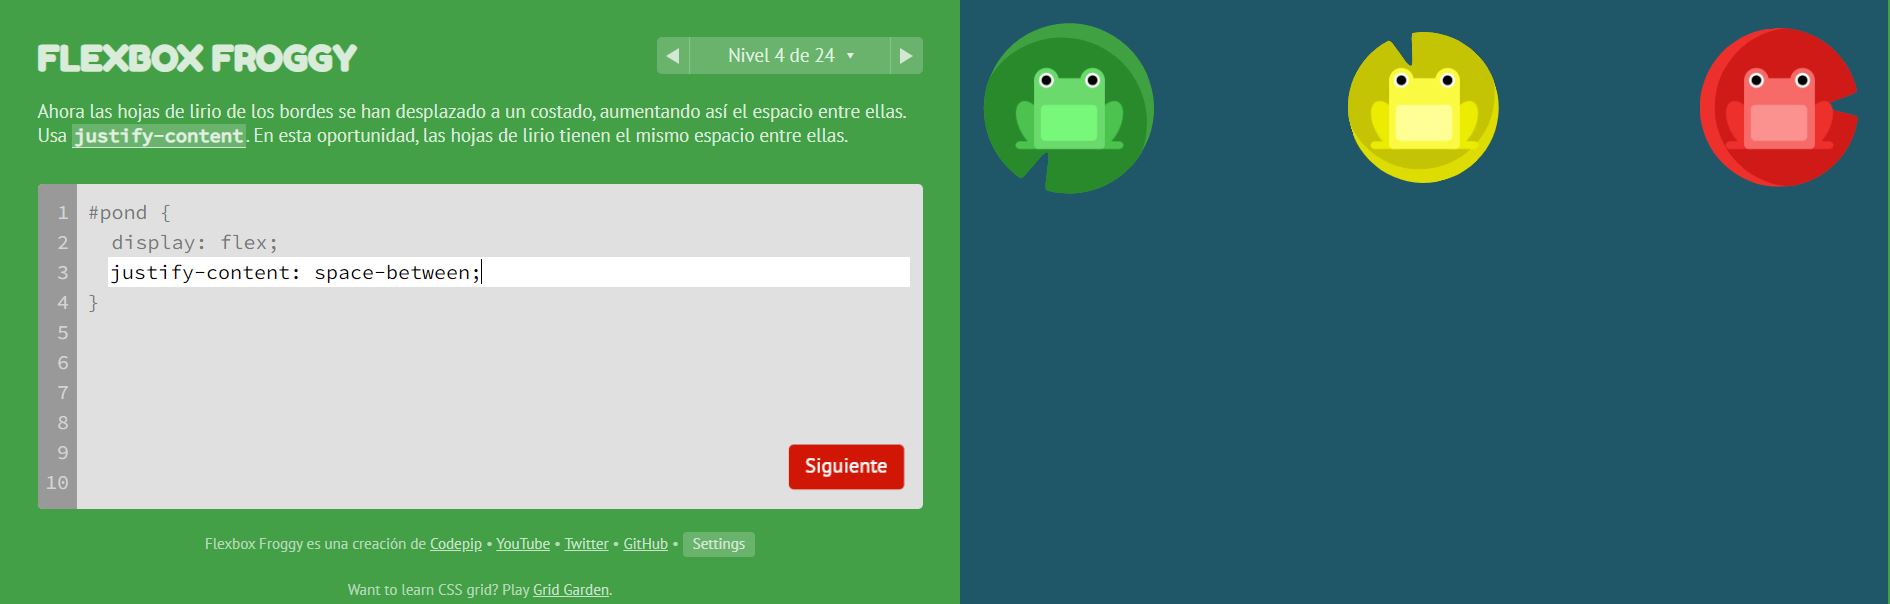 FLEXBOX FROGGY
Nivel 4 de 24
Ahora las hojas de lirio de los bordes se han desplazado a un costado, aumentando así el espacio entre ellas.
Usa justify-content. En esta oportunidad, las hojas de lirio tienen el mismo espacio entre ellas.
1 #pond {
2 display: flex;
3 justify-content: space-between;
4 }
5
6
7
8
9
10
Siguiente
Flexbox Froggy es una creación de Codepip • YouTube • Twitter • GitHub • Settings
Want to learn CSS grid? Play Grid Garden.